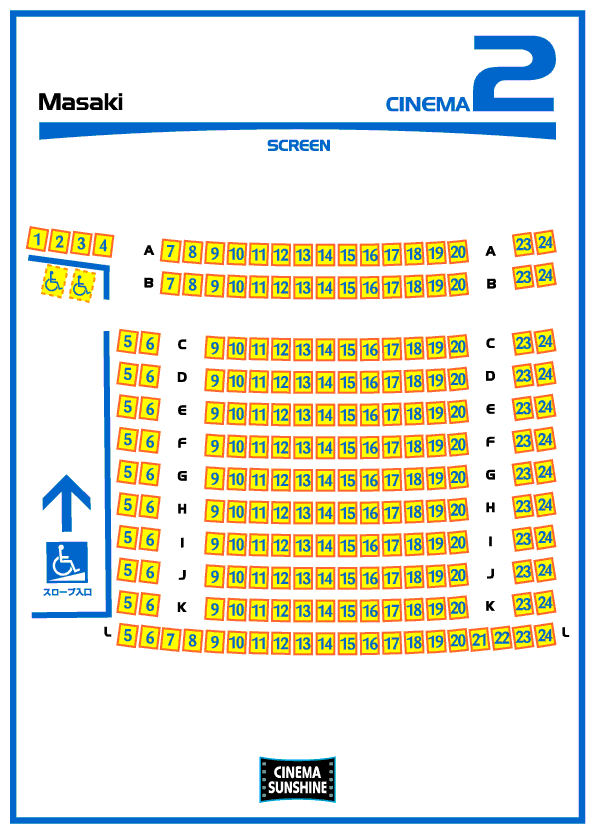 2
Masaki CINEMA
SCREEN
1 2 3 4
A 7 8 9 10 11 12 13 14 15 16 17 18 19 20 A 23 24
B 7 8 9 10 11 12 13 14 15 16 17 18 19 20 B 23 24
5 6 C 9 10 11 12 13 14 15 16 17 18 19 20 C 23 24
5 6 D 9 10 11 12 13 14 15 16 17 18 19 20 D 23 24
5 6 E 9 10 11 12 13 14 15 16 17 18 19 20 E 23 24
5 6 F 9 10 11 12 13 14 15 16 17 18 19 20 F 23 24
5 6 G 9 10 11 12 13 14 15 16 17 18 19 20 G 23 24
5 6 H 9 10 11 12 13 14 15 16 17 18 19 20 H 23 24
5 6 I 9 10 11 12 13 14 15 16 17 18 19 20 I 23 24
5 6 J 9 10 11 12 13 14 15 16 17 18 19 20 J 23 24
スロープ入口
5 6 K 9 10 11 12 13 14 15 16 17 18 19 20 K 23 24
L 5 6 7 8 9 10 11 12 13 14 15 16 17 18 19 20 21 22 23 24 L
CINEMA
SUNSHINE